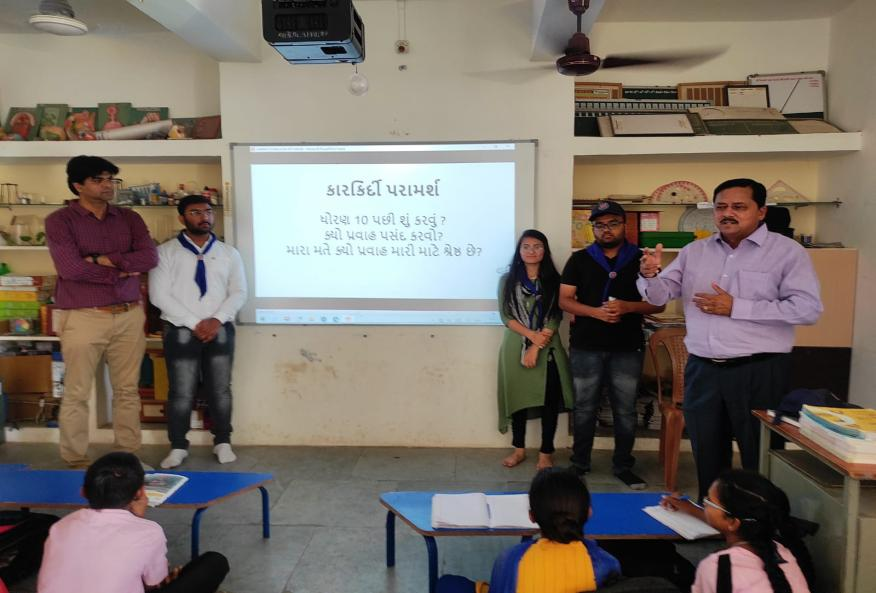 કારકિર્દી પરામર્શ
ધોરણ 10 પછી શું કરવું ?
ક્યો પ્રવાહ પસંદ કરવો?
મારા મતે ક્યો પ્રવાહ મારી માટે શ્રેષ્ઠ છે?